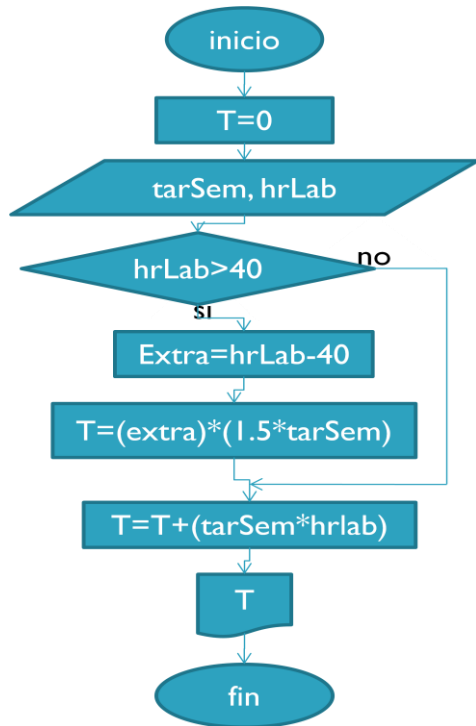 inicio
T=0
tarSem, hrLab
hrLab>40
no
si
Extra=hrLab-40
T=(extra)*(1.5*tarSem)
T=T+(tarSem*hrlab)
T
fin